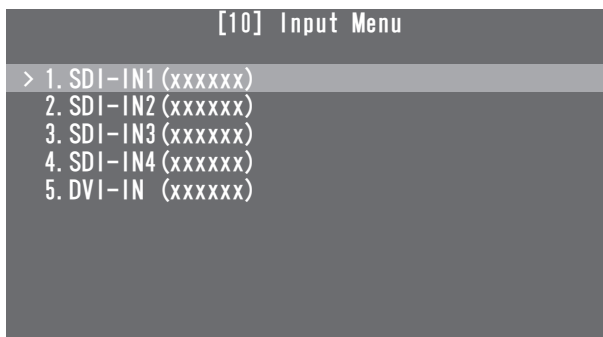 [10] Input Menu
> 1.SDI-IN1(xxxxxx)
2.SDI-IN2(xxxxxx)
3.SDI-IN3(xxxxxx)
4.SDI-IN4(xxxxxx)
5.DVI-IN (xxxxxx)